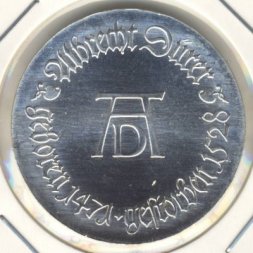 Albrecht Dürer
geboren 1471 · gestorben 1528
AD